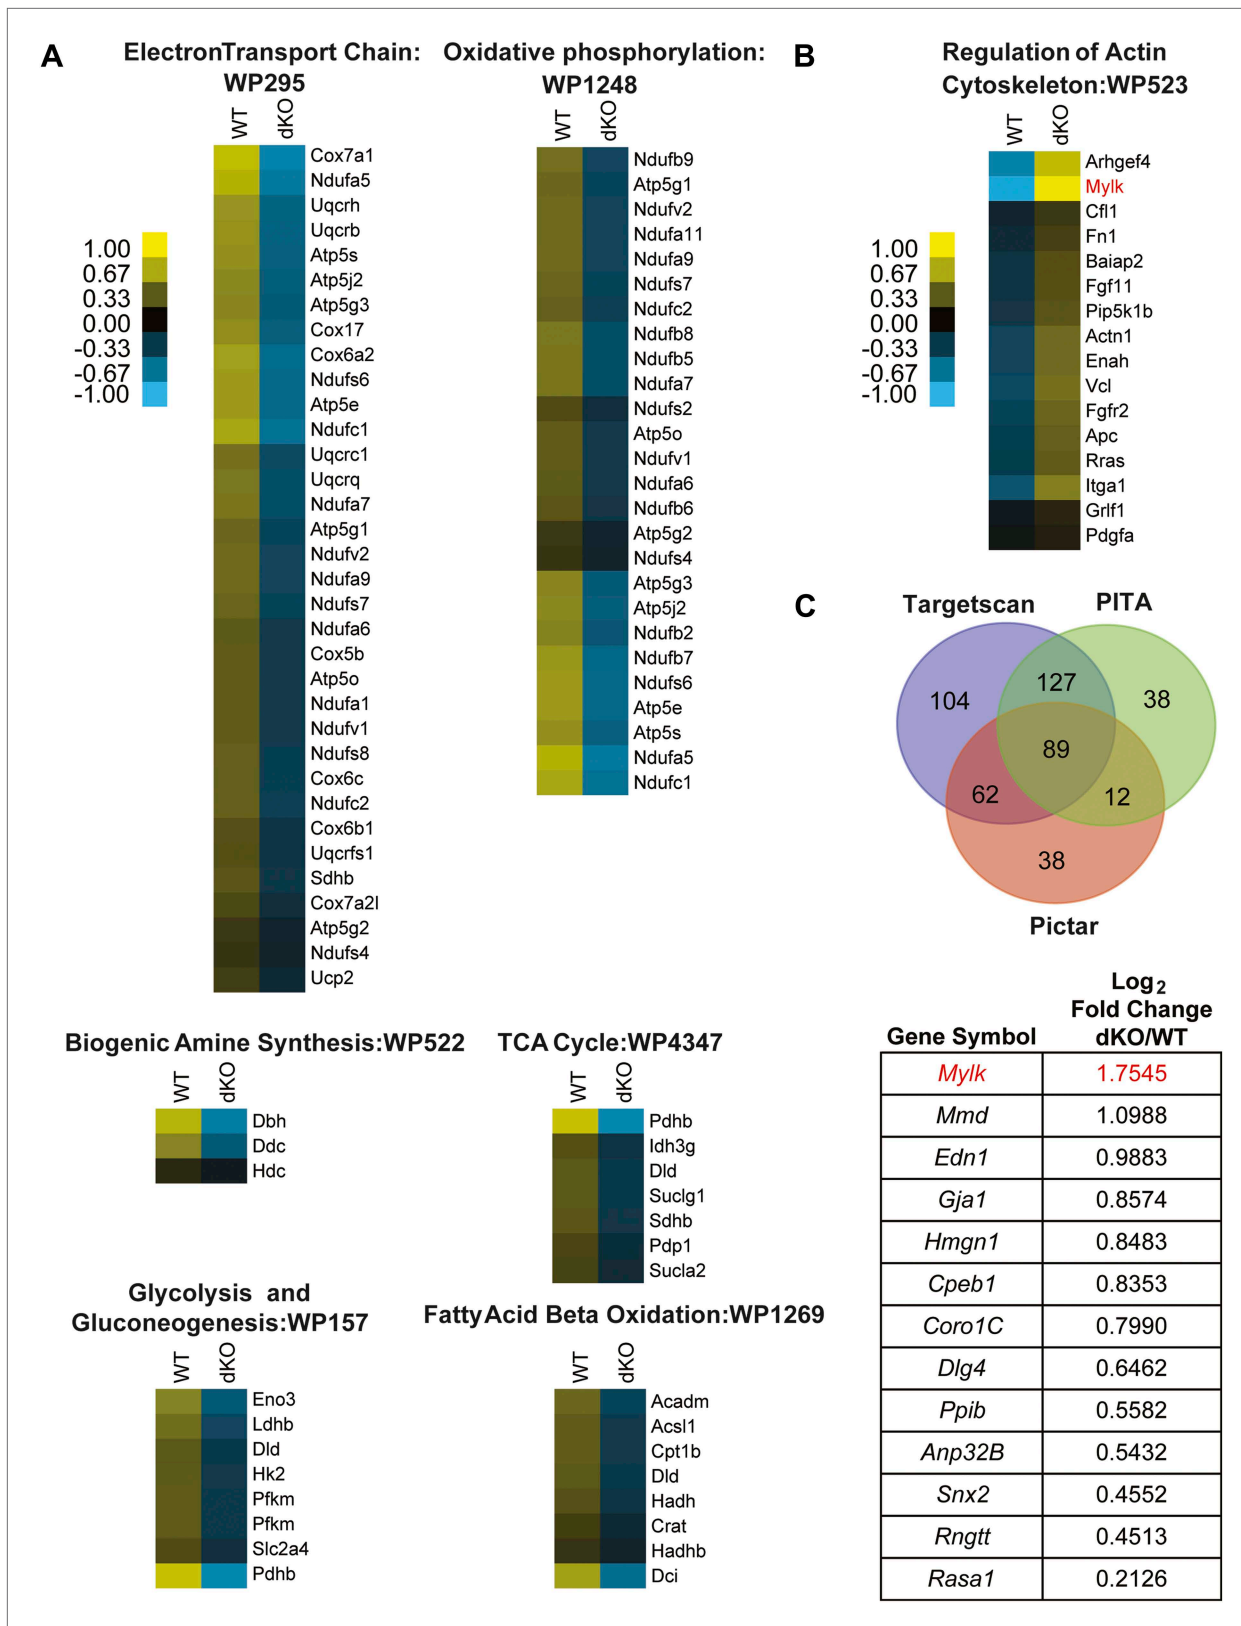 A
ElectronTransport Chain:
WP295
WT
dKO
Cox7a1
Ndufa5
Uqcrh
Uqcrb
Atp5s
Atp5j2
Atp5g3
Cox17
Cox6a2
Ndufs6
Atp5e
Ndufc1
Uqcrc1
Uqcrq
Ndufa7
Atp5g1
Ndufv2
Ndufa9
Ndufs7
Ndufa6
Cox5b
Atp5o
Ndufa1
Ndufv1
Ndufs8
Cox6c
Ndufc2
Cox6b1
Uqcrfs1
Sdhb
Cox7a2l
Atp5g2
Ndufs4
Ucp2
1.00
0.67
0.33
0.00
-0.33
-0.67
-1.00
Oxidative phosphorylation:
WP1248
WT
dKO
Ndufb9
Atp5g1
Ndufv2
Ndufa11
Ndufa9
Ndufs7
Ndufc2
Ndufb8
Ndufb5
Ndufa7
Ndufs2
Atp5o
Ndufv1
Ndufa6
Ndufb6
Atp5g2
Ndufs4
Atp5g3
Atp5j2
Ndufb2
Ndufb7
Ndufs6
Atp5e
Atp5s
Ndufa5
Ndufc1
Biogenic Amine Synthesis:WP522
WT
dKO
Dbh
Ddc
Hdc
TCA Cycle:WP4347
WT
dKO
Pdhb
Idh3g
Dld
Suclg1
Sdhb
Pdp1
Sucla2
Glycolysis and
Gluconeogenesis:WP157
WT
dKO
Eno3
Ldhb
Dld
Hk2
Pfkm
Pfkm
Slc2a4
Pdhb
FattyAcid Beta Oxidation:WP1269
WT
dKO
Acadm
Acsl1
Cpt1b
Dld
Hadh
Crat
Hadhb
Dci
B
Regulation of Actin
Cytoskeleton:WP523
WT
dKO
Arhgef4
Mylk
Cfl1
Fn1
Baiap2
Fgf11
Pip5k1b
Actn1
Enah
Vcl
Fgfr2
Apc
Rras
Itga1
Grlf1
Pdgfa
1.00
0.67
0.33
0.00
-0.33
-0.67
-1.00
C
Targetscan
PITA
104
127
38
89
62
12
38
Pictar
Log2
Fold Change
Gene Symbol dKO/WT
Mylk 1.7545
Mmd 1.0988
Edn1 0.9883
Gja1 0.8574
Hmgn1 0.8483
Cpeb1 0.8353
Coro1C 0.7990
Dlg4 0.6462
Ppib 0.5582
Anp32B 0.5432
Snx2 0.4552
Rngtt 0.4513
Rasa1 0.2126